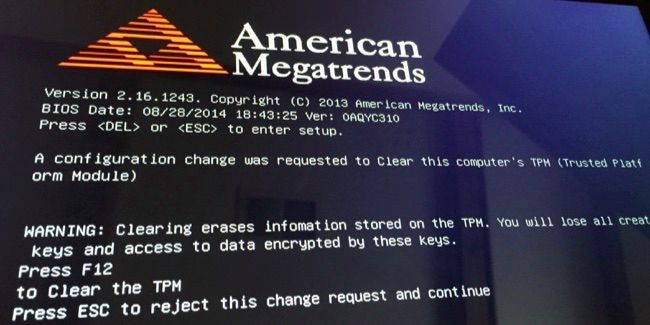 American
Megatrends
Version 2.16.1243. Copyright (C) 2013 American Megatrends, Inc.
BIOS Date: 08/28/2014 18:43:25 Ver: OAQYC310
Press <DEL> or <ESC> to enter setup.
A configuration change was requested to Clear this computer's TPM (Trusted Platf
orm Module)
WARNING: Clearing erases infomation stored on the TPM. You will lose all creat
keys and access to data encrypted by these keys.
Press F12
to Clear the TPM
Press ESC to reject this change request and continue